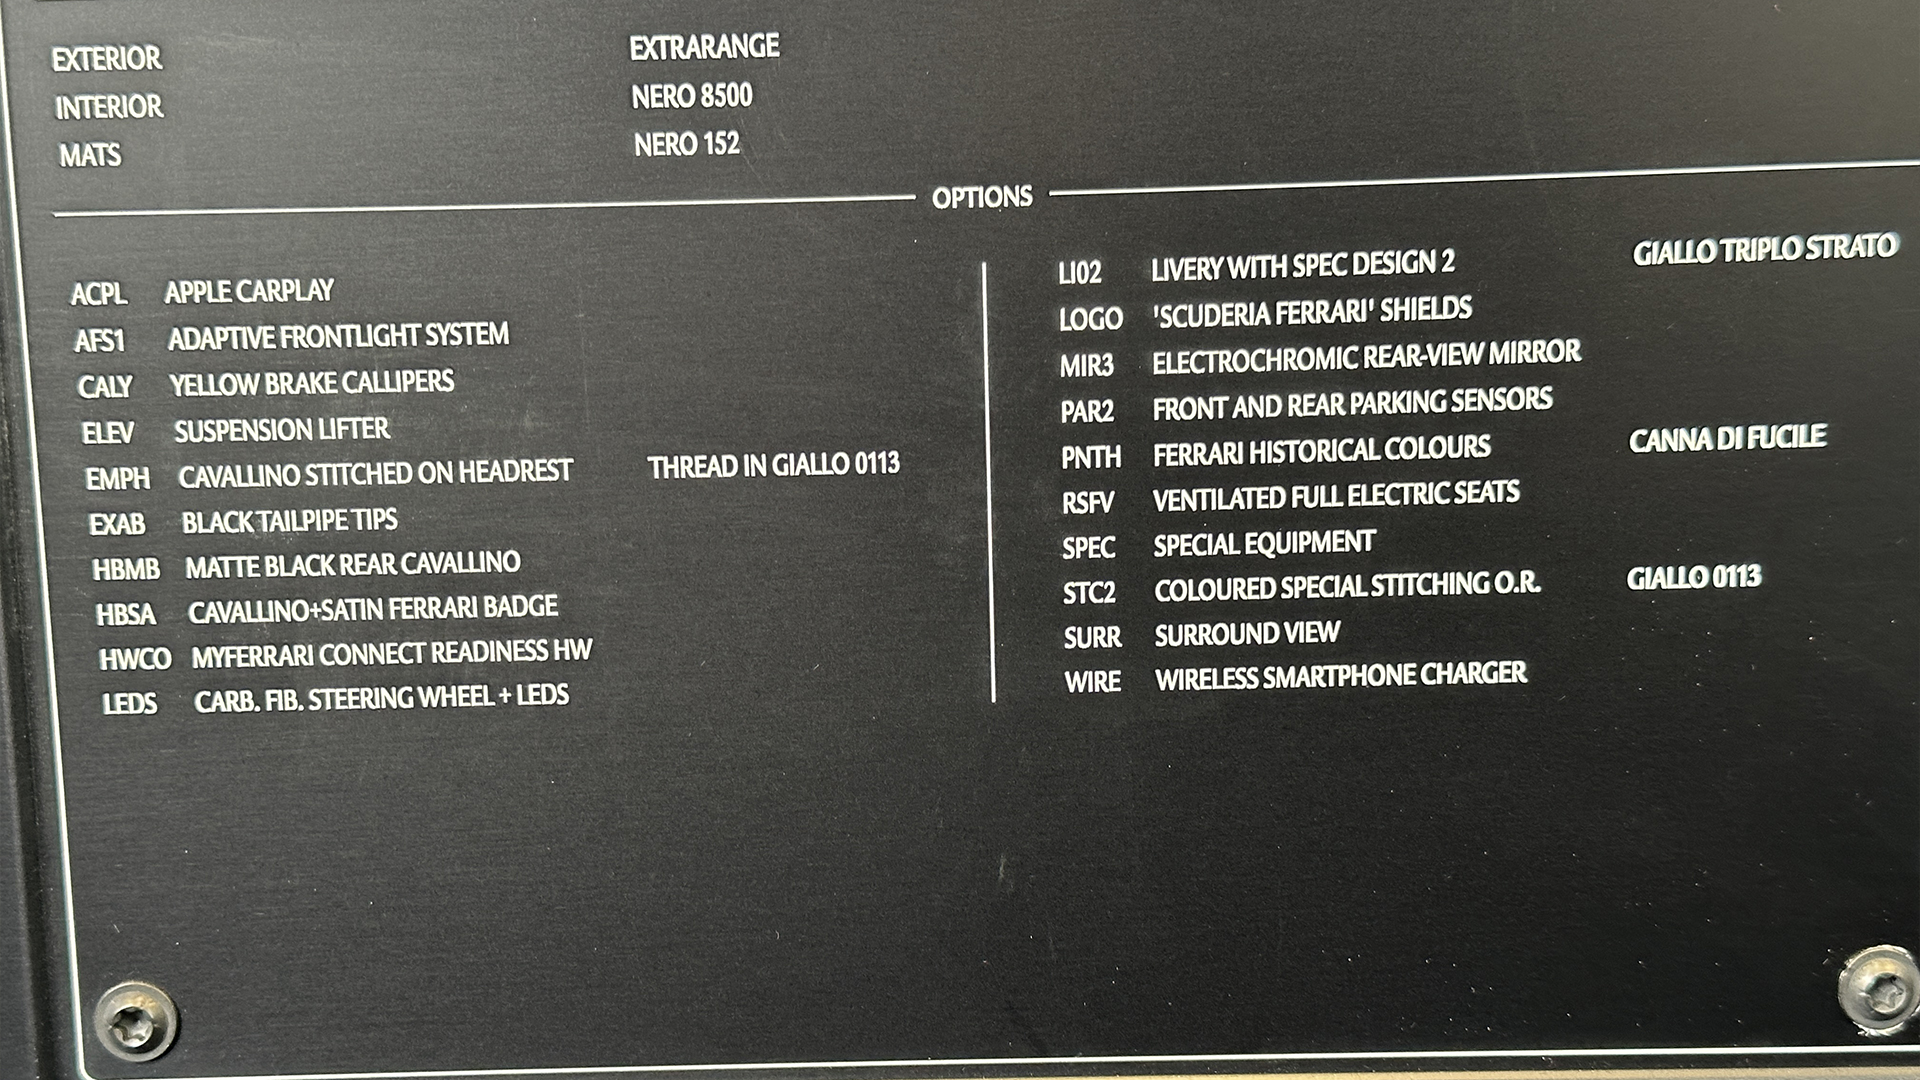 EXTERIOR EXTRARANGE
INTERIOR NERO 8500
MATS NERO 152
OPTIONS
ACPL APPLE CARPLAY
AFS1 ADAPTIVE FRONTLIGHT SYSTEM
CALY YELLOW BRAKE CALLIPERS
ELEV SUSPENSION LIFTER
EMPH CAVALLINO STITCHED ON HEADREST THREAD IN GIALLO 0113
EXAB BLACK TAILPIPE TIPS
HBMB MATTE BLACK REAR CAVALLINO
HBSA CAVALLINO+SATIN FERRARI BADGE
HWCO MYFERRARI CONNECT READINESS HW
LEDS CARB. FIB. STEERING WHEEL + LEDS
LI02 LIVERY WITH SPEC DESIGN 2 GIALLO TRIPLO STRATO
LOGO 'SCUDERIA FERRARI' SHIELDS
MIR3 ELECTROCHROMIC REAR-VIEW MIRROR
PAR2 FRONT AND REAR PARKING SENSORS
PNTH FERRARI HISTORICAL COLOURS CANNA DI FUCILE
RSFV VENTILATED FULL ELECTRIC SEATS
SPEC SPECIAL EQUIPMENT
STC2 COLOURED SPECIAL STITCHING O.R. GIALLO 0113
SURR SURROUND VIEW
WIRE WIRELESS SMARTPHONE CHARGER